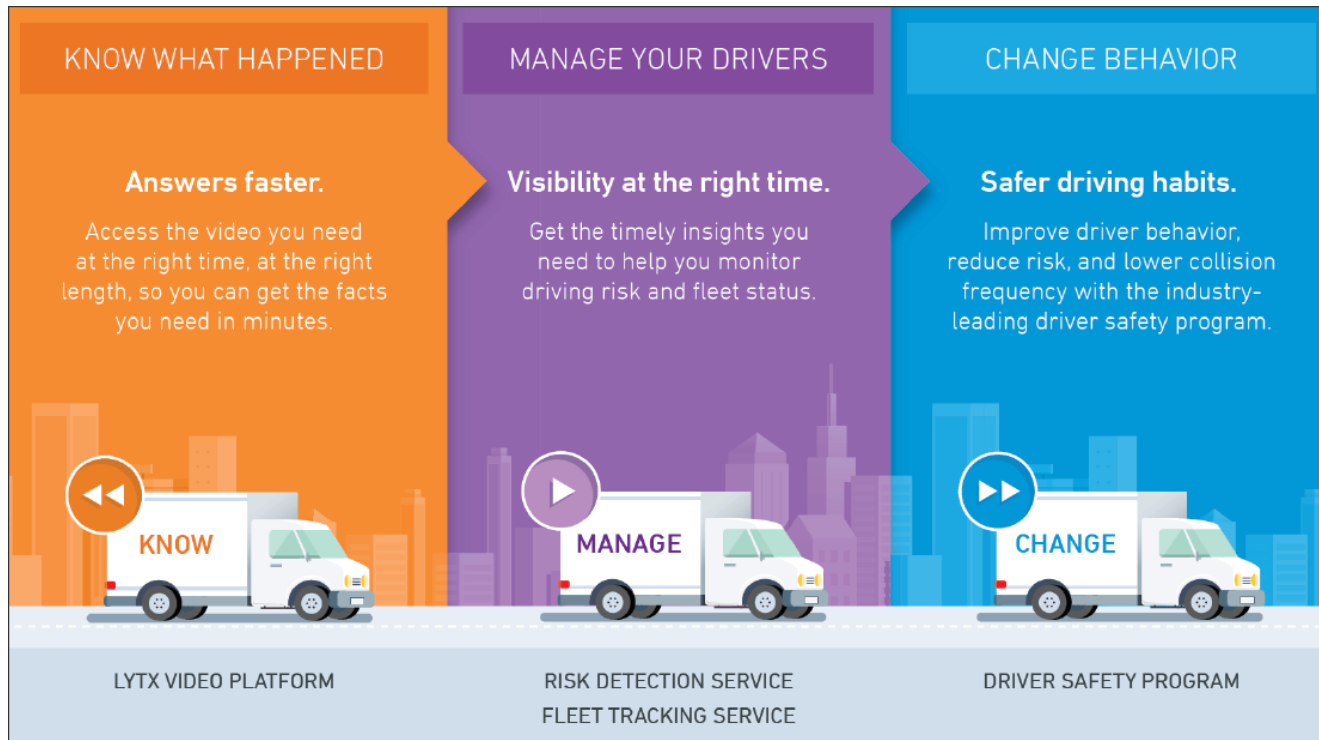 KNOW WHAT HAPPENED
Answers faster.
Access the video you need
at the right time, at the right
length, so you can get the facts
you need in minutes.
KNOW
LYTX VIDEO PLATFORM
MANAGE YOUR DRIVERS
Visibility at the right time.
Get the timely insights you
need to help you monitor
driving risk and fleet status.
MANAGE
RISK DETECTION SERVICE
FLEET TRACKING SERVICE
CHANGE BEHAVIOR
Safer driving habits.
Improve driver behavior,
reduce risk, and lower collision
frequency with the industry-
leading driver safety program.
CHANGE
DRIVER SAFETY PROGRAM